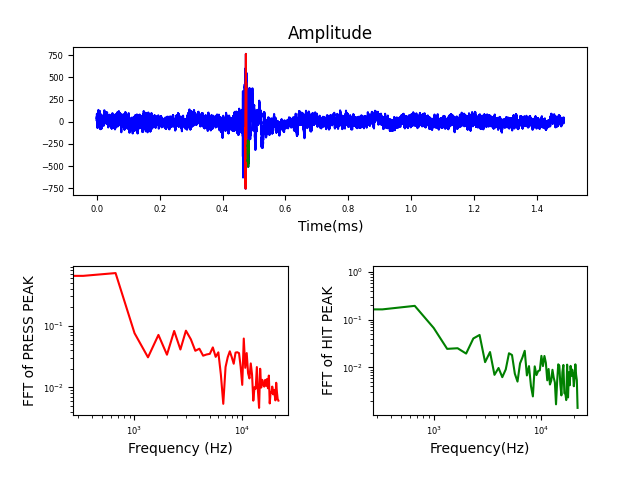 Amplitude
750
500
250
0
−250
−500
−750
0.0 0.2 0.4 0.6 0.8 1.0 1.2 1.4
Time(ms)
FFT of PRESS PEAK
10⁻¹
10⁻²
10³ 10⁴
Frequency (Hz)
FFT of HIT PEAK
10⁰
10⁻¹
10⁻²
10³ 10⁴
Frequency(Hz)